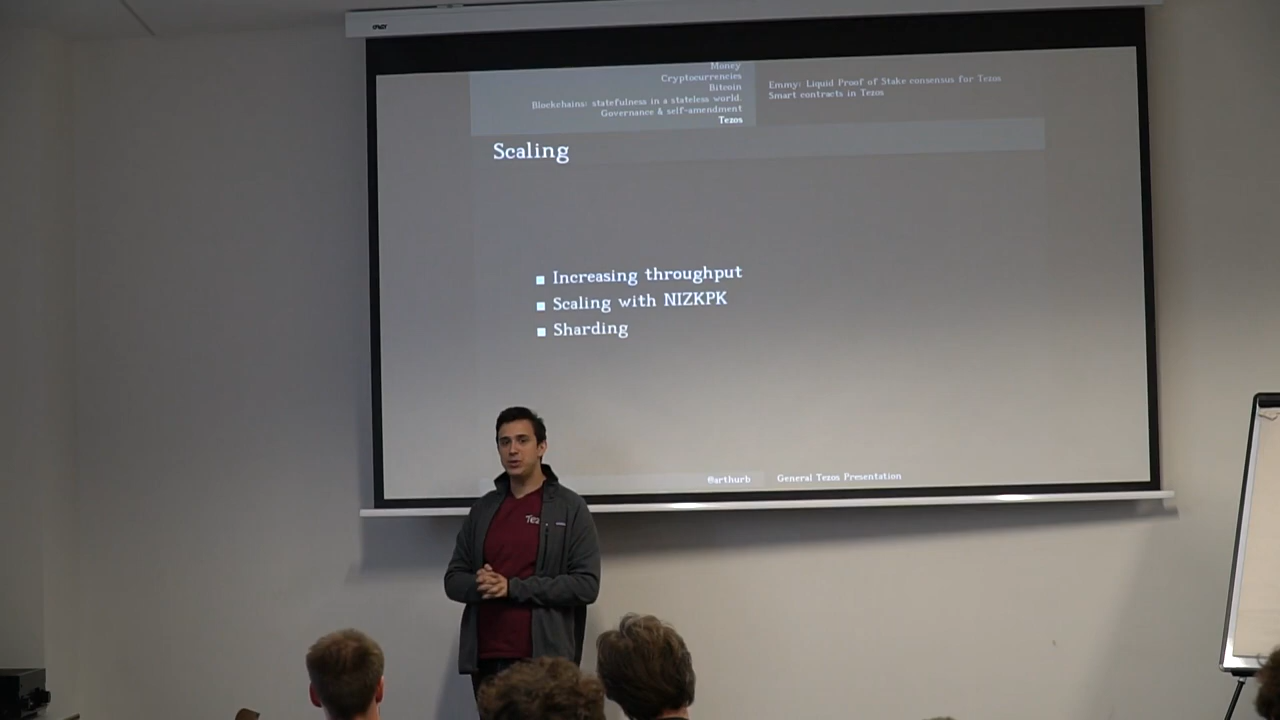 Money
Cryptocurrencies
Bitcoin
Blockchains: statefulness in a stateless world.
Governance & self-amendment
Tezos
Emmy: Liquid Proof of Stake consensus for Tezos
Smart contracts in Tezos
Scaling
Increasing throughput
Scaling with NIZKPK
Sharding
@arthurb
General Tezos Presentation
Tez